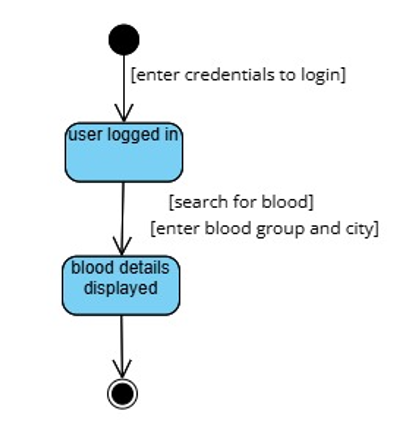 [enter credentials to login]
user logged in
[search for blood]
[enter blood group and city]
blood details
displayed